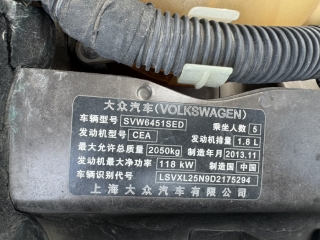 大众汽车(VOLKSWAGEN)
车辆型号 SVW6451SED 乘坐人数 5
发动机型号 CEA 发动机排量 1.8 L
最大允许总质量 2050kg 制造年月 2013.11
发动机最大净功率 118 kW 制造国 中国
车辆识别代号 LSVXL25N9D2175294
上海大众汽车有限公司